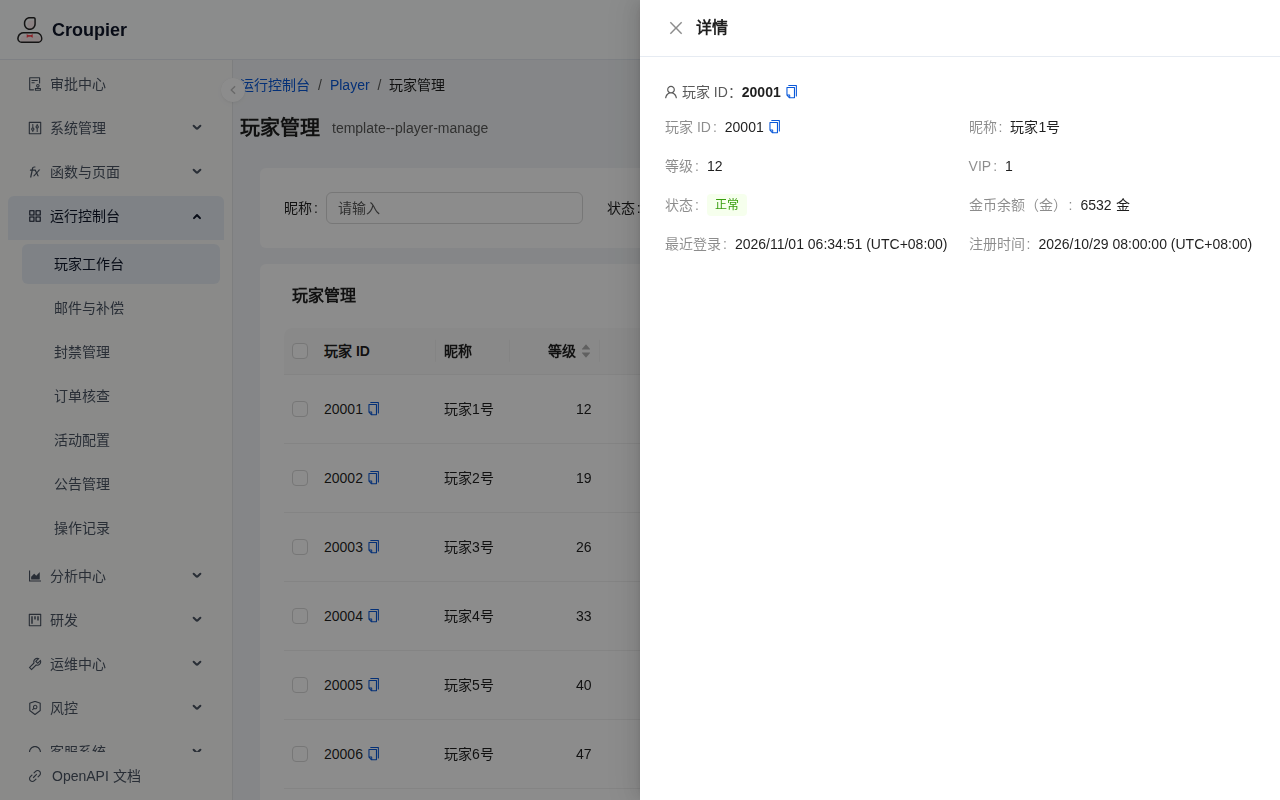 Croupier
审批中心
系统管理
函数与页面
运行控制台
玩家工作台
邮件与补偿
封禁管理
订单核查
活动配置
公告管理
操作记录
分析中心
研发
运维中心
风控
客服系统
OpenAPI 文档
运行控制台 / Player / 玩家管理
玩家管理 template--player-manage
昵称: 请输入 状态:
玩家管理
玩家 ID 昵称 等级
20001 玩家1号 12
20002 玩家2号 19
20003 玩家3号 26
20004 玩家4号 33
20005 玩家5号 40
20006 玩家6号 47
详情
玩家 ID: 20001
玩家 ID: 20001 昵称: 玩家1号
等级: 12 VIP: 1
状态: 正常 金币余额（金）: 6532 金
最近登录: 2026/11/01 06:34:51 (UTC+08:00) 注册时间: 2026/10/29 08:00:00 (UTC+08:00)